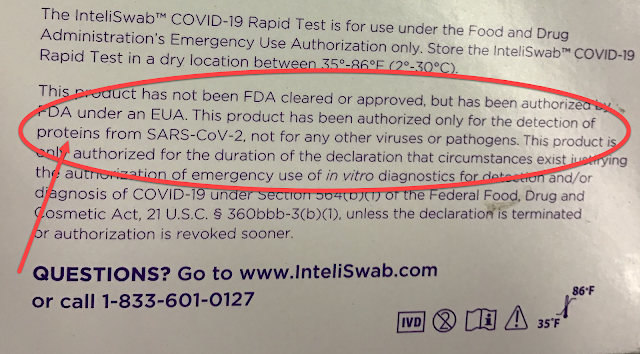 The InteliSwab™ COVID-19 Rapid Test is for use under the Food and Drug
Administration's Emergency Use Authorization only. Store the InteliSwab™ COVID-19
Rapid Test in a dry location between 35°-86°F (2°-30°C).
This product has not been FDA cleared or approved, but has been authorized by
FDA under an EUA. This product has been authorized only for the detection of
proteins from SARS-CoV-2, not for any other viruses or pathogens. This product is
only authorized for the duration of the declaration that circumstances exist justifying
the authorization of emergency use of in vitro diagnostics for detection and/or
diagnosis of COVID-19 under Section 564(b)(1) of the Federal Food, Drug and
Cosmetic Act, 21 U.S.C. § 360bbb-3(b)(1), unless the declaration is terminated
or authorization is revoked sooner.
QUESTIONS? Go to www.InteliSwab.com
or call 1-833-601-0127
86°F
IVD
2
i
35°F